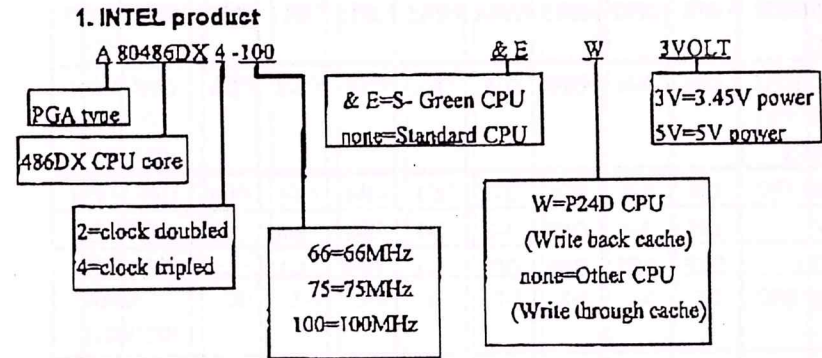 1. INTEL product
A 80486DX 4 -100 & E W 3VOLT
PGA type
486DX CPU core
2=clock doubled
4=clock tripled
66=66MHz
75=75MHz
100=100MHz
& E=S- Green CPU
none=Standard CPU
W=P24D CPU
(Write back cache)
none=Other CPU
(Write through cache)
3V=3.45V power
5V=5V power